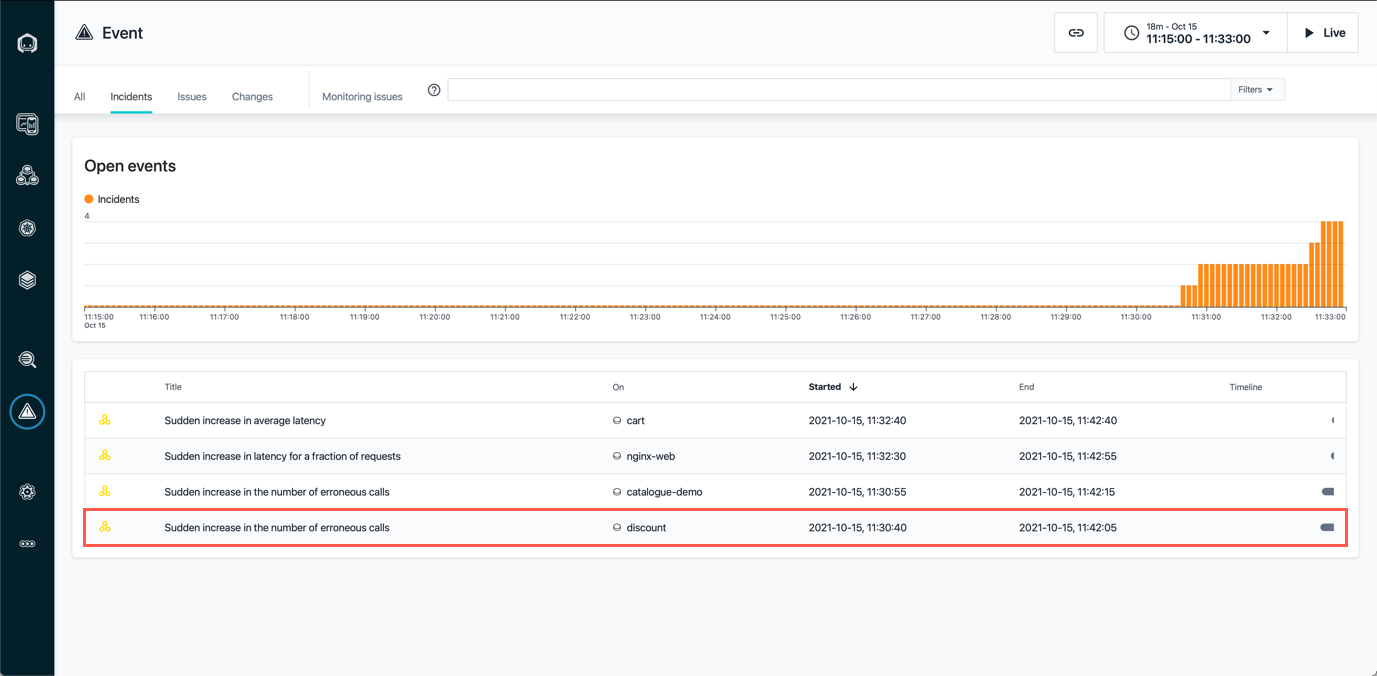 Event
18m - Oct 15
11:15:00 - 11:33:00
Live
All Incidents Issues Changes Monitoring issues ? Filters
Open events
Incidents
4
11:15:00 11:16:00 11:17:00 11:18:00 11:19:00 11:20:00 11:21:00 11:22:00 11:23:00 11:24:00 11:25:00 11:26:00 11:27:00 11:28:00 11:29:00 11:30:00 11:31:00 11:32:00 11:33:00
Oct 15
Title On Started End Timeline
Sudden increase in average latency cart 2021-10-15, 11:32:40 2021-10-15, 11:42:40
Sudden increase in latency for a fraction of requests nginx-web 2021-10-15, 11:32:30 2021-10-15, 11:42:55
Sudden increase in the number of erroneous calls catalogue-demo 2021-10-15, 11:30:55 2021-10-15, 11:42:15
Sudden increase in the number of erroneous calls discount 2021-10-15, 11:30:40 2021-10-15, 11:42:05